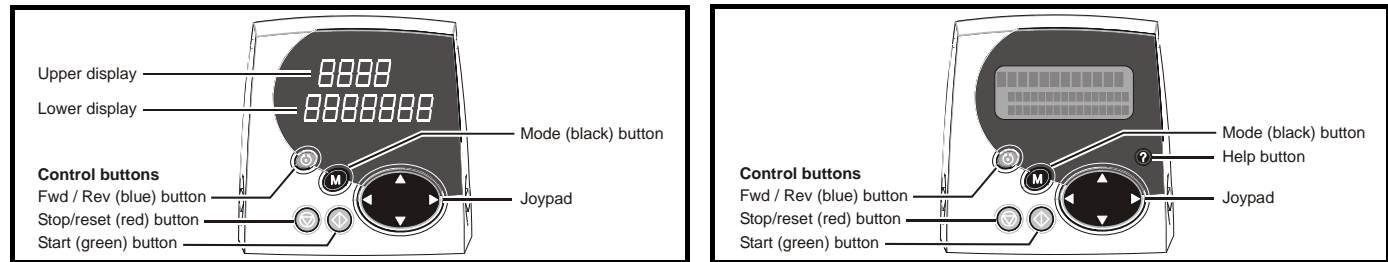 Upper display
8888
Lower display
8888888
Mode (black) button
Control buttons
M
Fwd / Rev (blue) button
Joypad
Stop/reset (red) button
Start (green) button
Mode (black) button
?
Help button
Control buttons
M
Fwd / Rev (blue) button
Joypad
Stop/reset (red) button
Start (green) button